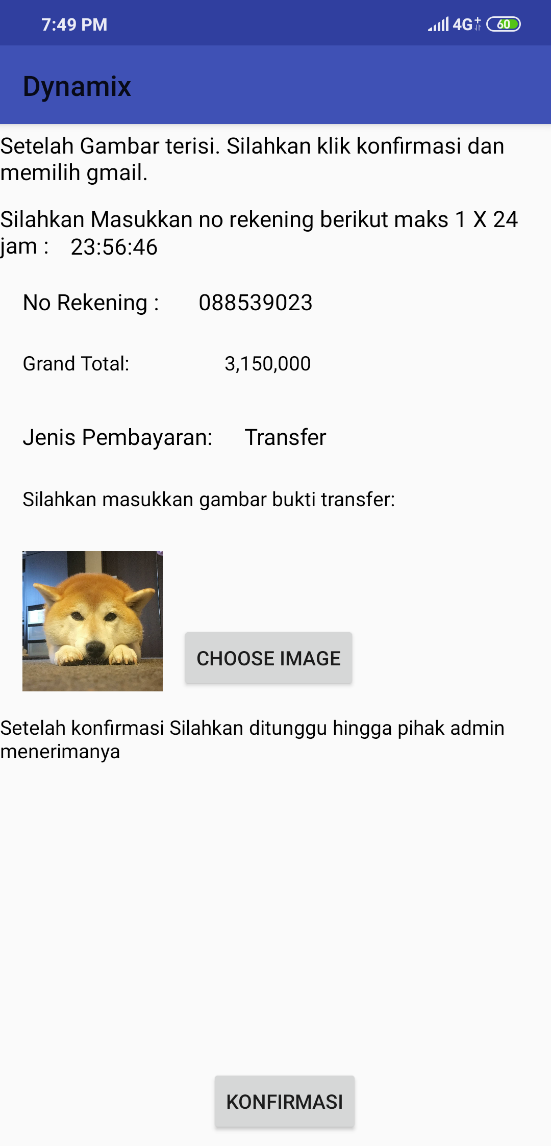 7:49 PM
4G+
60
Dynamix
Setelah Gambar terisi. Silahkan klik konfirmasi dan
memilih gmail.
Silahkan Masukkan no rekening berikut maks 1 X 24
jam : 23:56:46
No Rekening : 088539023
Grand Total: 3,150,000
Jenis Pembayaran: Transfer
Silahkan masukkan gambar bukti transfer:
CHOOSE IMAGE
Setelah konfirmasi Silahkan ditunggu hingga pihak admin
menerimanya
KONFIRMASI